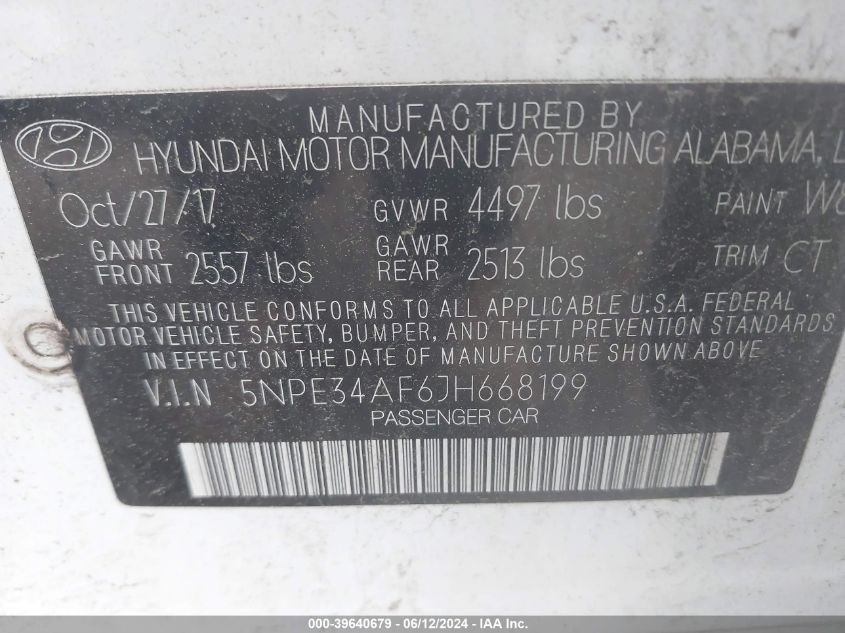 MANUFACTURED BY
HYUNDAI MOTOR MANUFACTURING ALABAMA, L
Oct/27/17 GVWR 4497 lbs PAINT W8
GAWR FRONT 2557 lbs GAWR REAR 2513 lbs TRIM CT
THIS VEHICLE CONFORMS TO ALL APPLICABLE U.S.A. FEDERAL
MOTOR VEHICLE SAFETY, BUMPER, AND THEFT PREVENTION STANDARDS
IN EFFECT ON THE DATE OF MANUFACTURE SHOWN ABOVE
V.I.N 5NPE34AF6JH668199
PASSENGER CAR
000-39640679 - 06/12/2024 - IAA Inc.